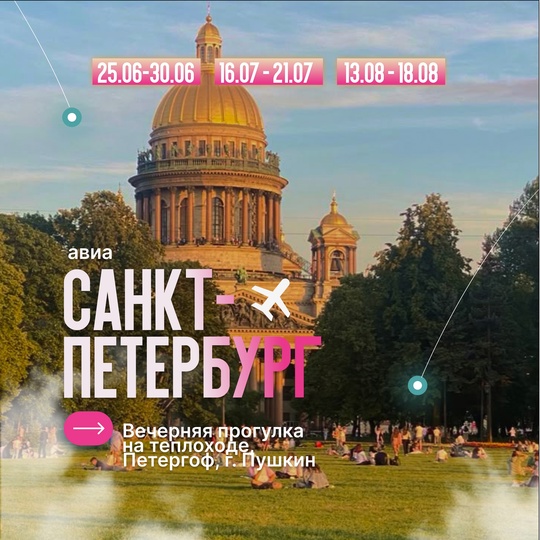 25.06-30.06 16.07 - 21.07 13.08 - 18.08
авиа
САНКТ-
ПЕТЕРБУРГ
Вечерняя прогулка
на теплоходе,
Петергоф, г. Пушкин